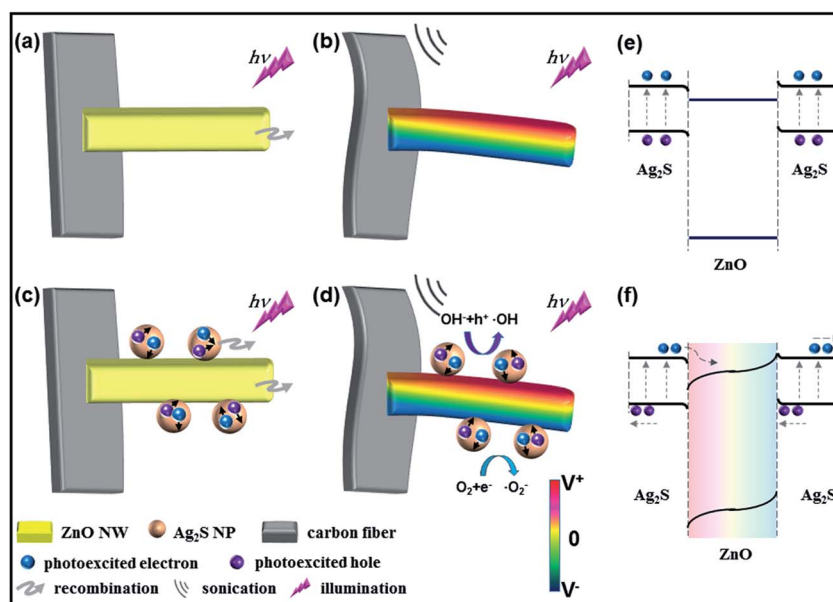 (a)
hν
(b)
hν
(e)
Ag₂S
Ag₂S
ZnO
(c)
hν
(d)
hν
OH⁻+h⁺ ·OH
O₂+e⁻ ·O₂⁻
V⁺
0
V⁻
(f)
Ag₂S
Ag₂S
ZnO
ZnO NW
Ag₂S NP
carbon fiber
photoexcited electron
photoexcited hole
recombination
sonication
illumination